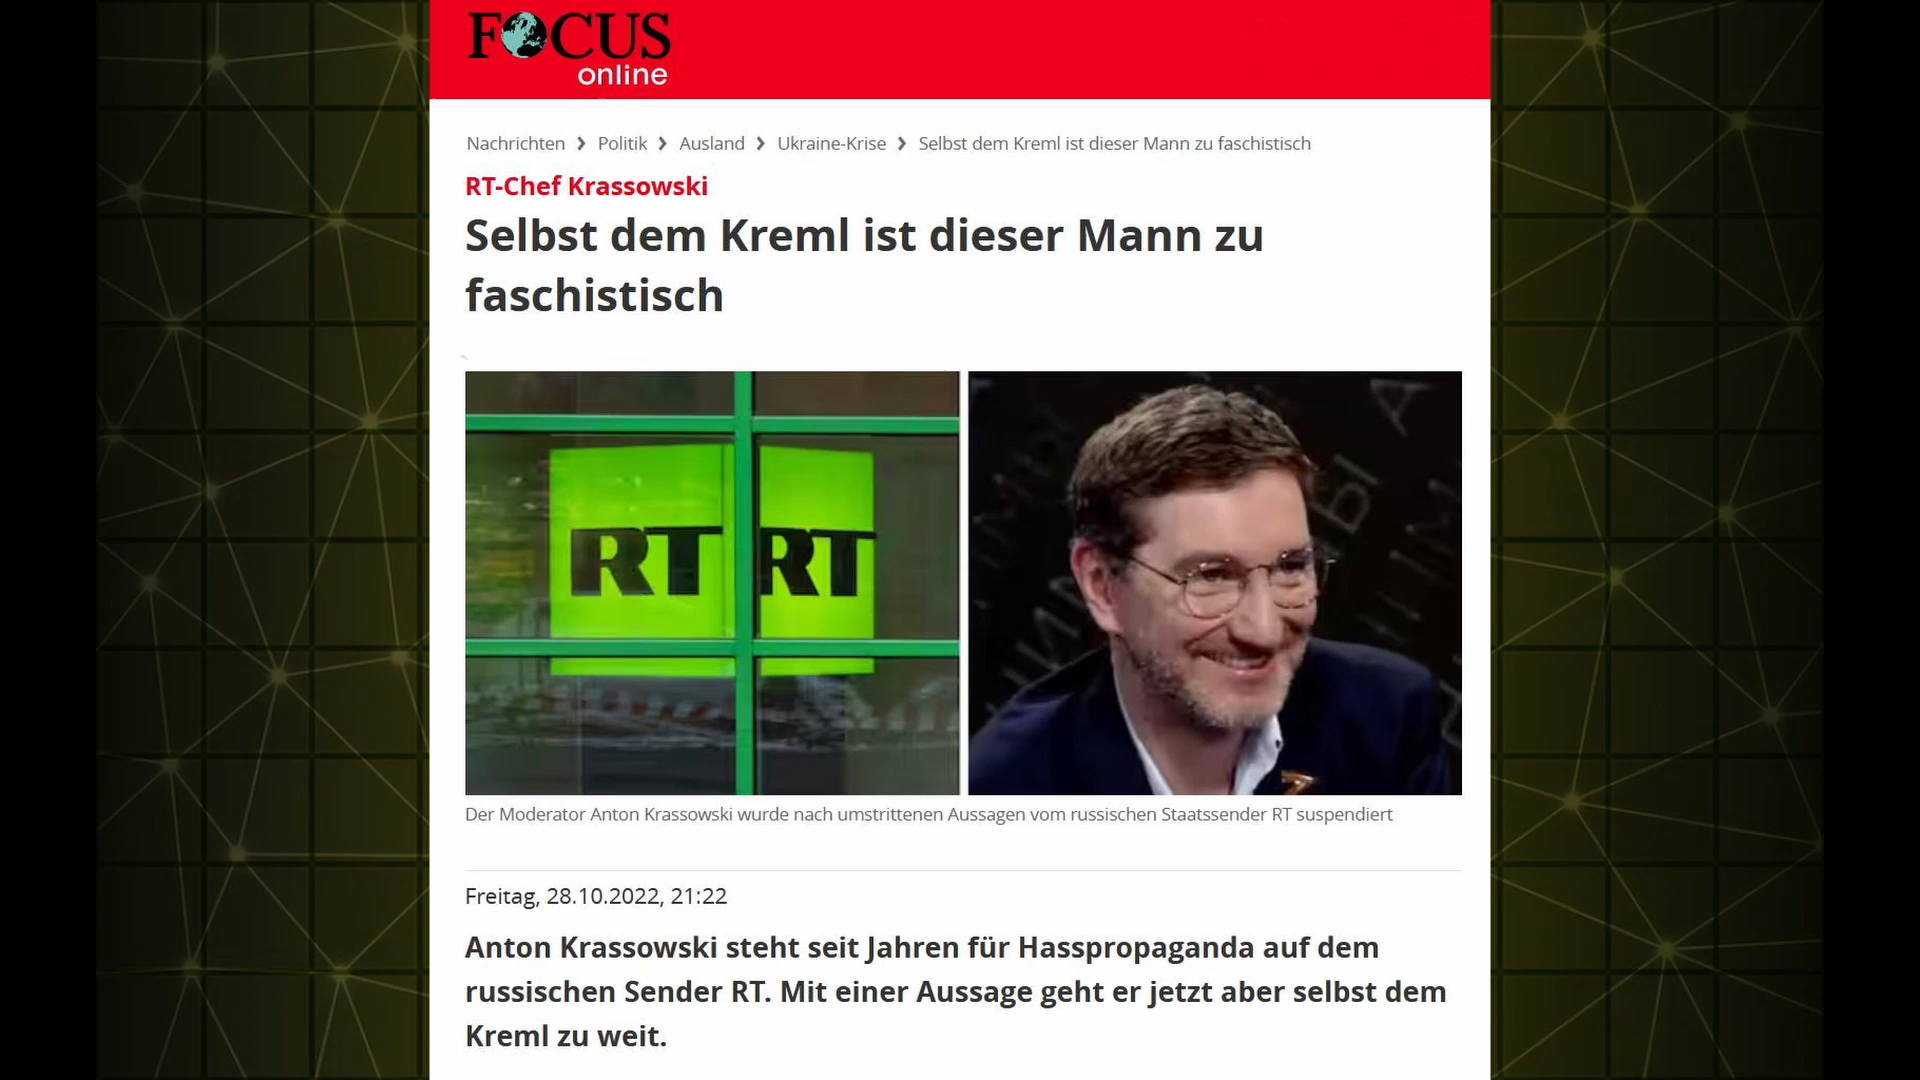 FOCUS
online
Nachrichten > Politik > Ausland > Ukraine-Krise > Selbst dem Kreml ist dieser Mann zu faschistisch
RT-Chef Krassowski
Selbst dem Kreml ist dieser Mann zu
faschistisch
RT RT
Der Moderator Anton Krassowski wurde nach umstrittenen Aussagen vom russischen Staatssender RT suspendiert
Freitag, 28.10.2022, 21:22
Anton Krassowski steht seit Jahren für Hasspropaganda auf dem
russischen Sender RT. Mit einer Aussage geht er jetzt aber selbst dem
Kreml zu weit.